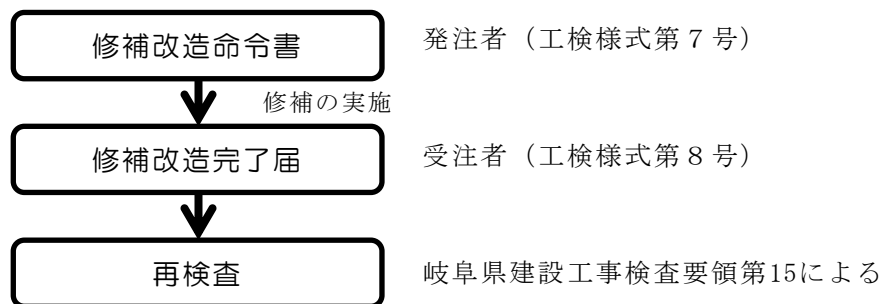 修補改造命令書　発注者（工検様式第７号）
修補の実施
修補改造完了届　受注者（工検様式第８号）
再検査　岐阜県建設工事検査要領第15による